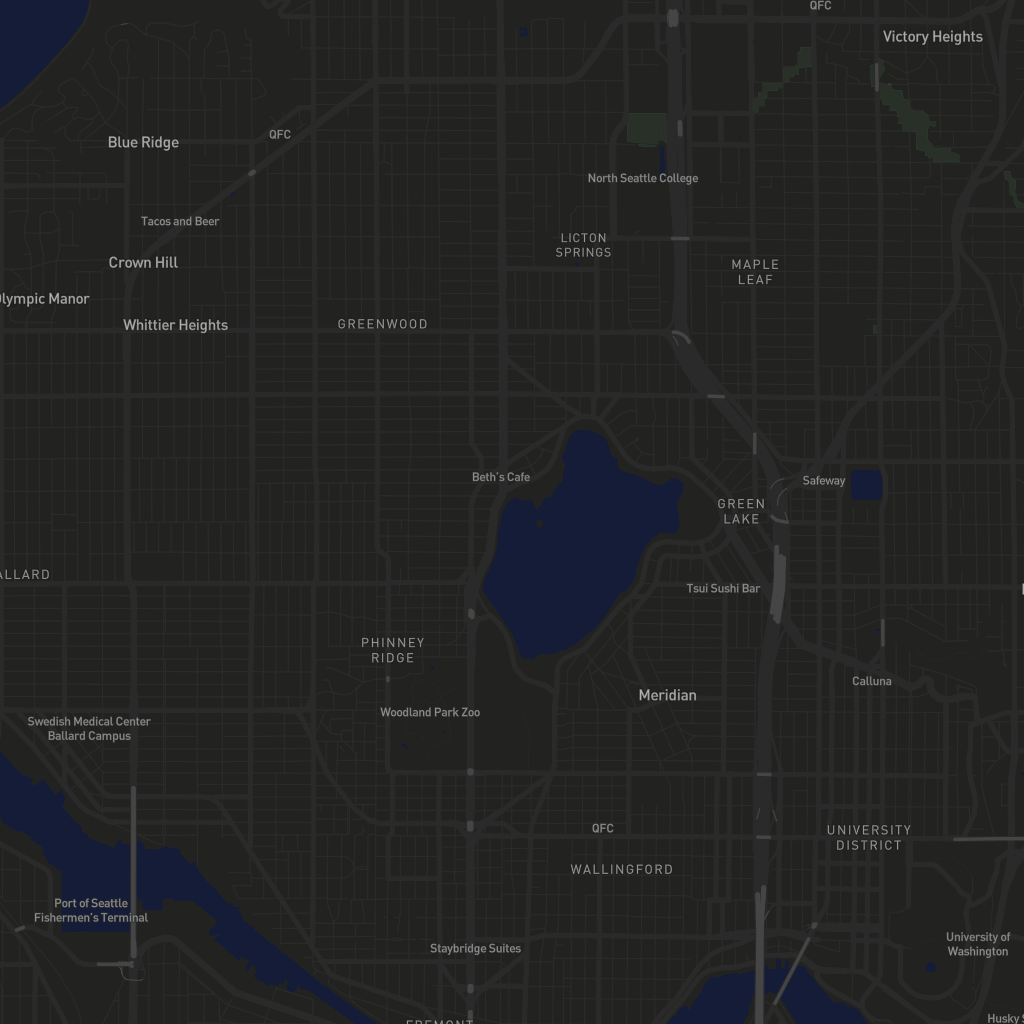 QFC
Victory Heights
QFC
Blue Ridge
North Seattle College
Tacos and Beer
LICTON
SPRINGS
Crown Hill
MAPLE
LEAF
Olympic Manor
Whittier Heights
GREENWOOD
Beth's Cafe
Safeway
GREEN
LAKE
ALLARD
Tsui Sushi Bar
PHINNEY
RIDGE
Calluna
Meridian
Woodland Park Zoo
Swedish Medical Center
Ballard Campus
QFC
UNIVERSITY
DISTRICT
WALLINGFORD
Port of Seattle
Fishermen's Terminal
Staybridge Suites
University of
Washington
Husky
FREMONT